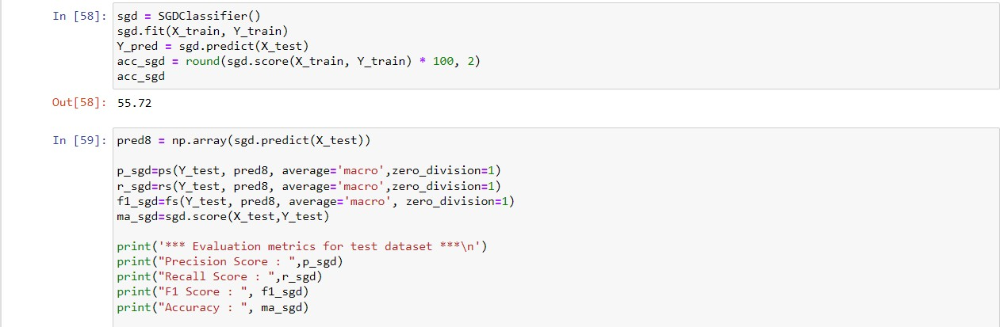 In [58]: sgd = SGDClassifier()
sgd.fit(X_train, Y_train)
Y_pred = sgd.predict(X_test)
acc_sgd = round(sgd.score(X_train, Y_train) * 100, 2)
acc_sgd
Out[58]: 55.72
In [59]: pred8 = np.array(sgd.predict(X_test))
p_sgd=ps(Y_test, pred8, average='macro',zero_division=1)
r_sgd=rs(Y_test, pred8, average='macro',zero_division=1)
f1_sgd=fs(Y_test, pred8, average='macro', zero_division=1)
ma_sgd=sgd.score(X_test,Y_test)
print('*** Evaluation metrics for test dataset ***\n')
print("Precision Score : ",p_sgd)
print("Recall Score : ",r_sgd)
print("F1 Score : ", f1_sgd)
print("Accuracy : ", ma_sgd)